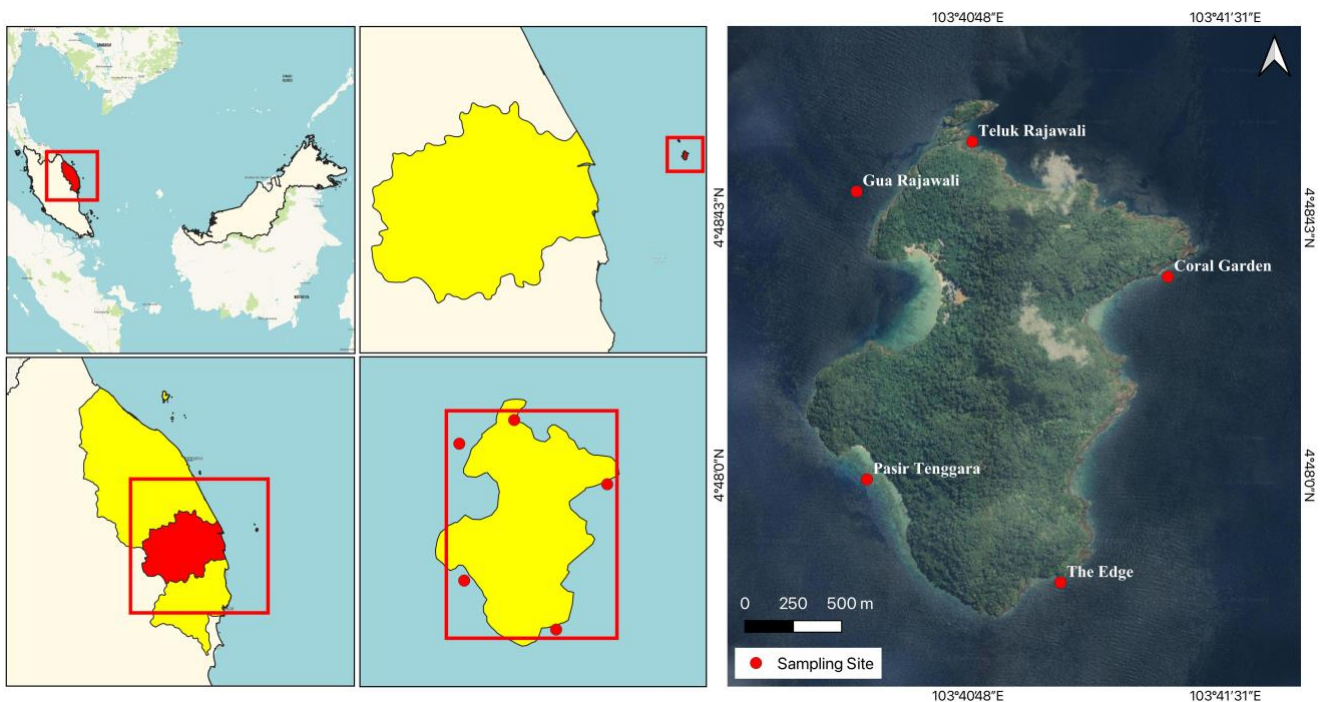 103°40′48″E
103°41′31″E
Teluk Rajawali
Gua Rajawali
4°48′43″N
4°48′43″N
Coral Garden
Pasir Tenggara
4°48′0″N
4°48′0″N
The Edge
0 250 500 m
Sampling Site
103°40′48″E
103°41′31″E